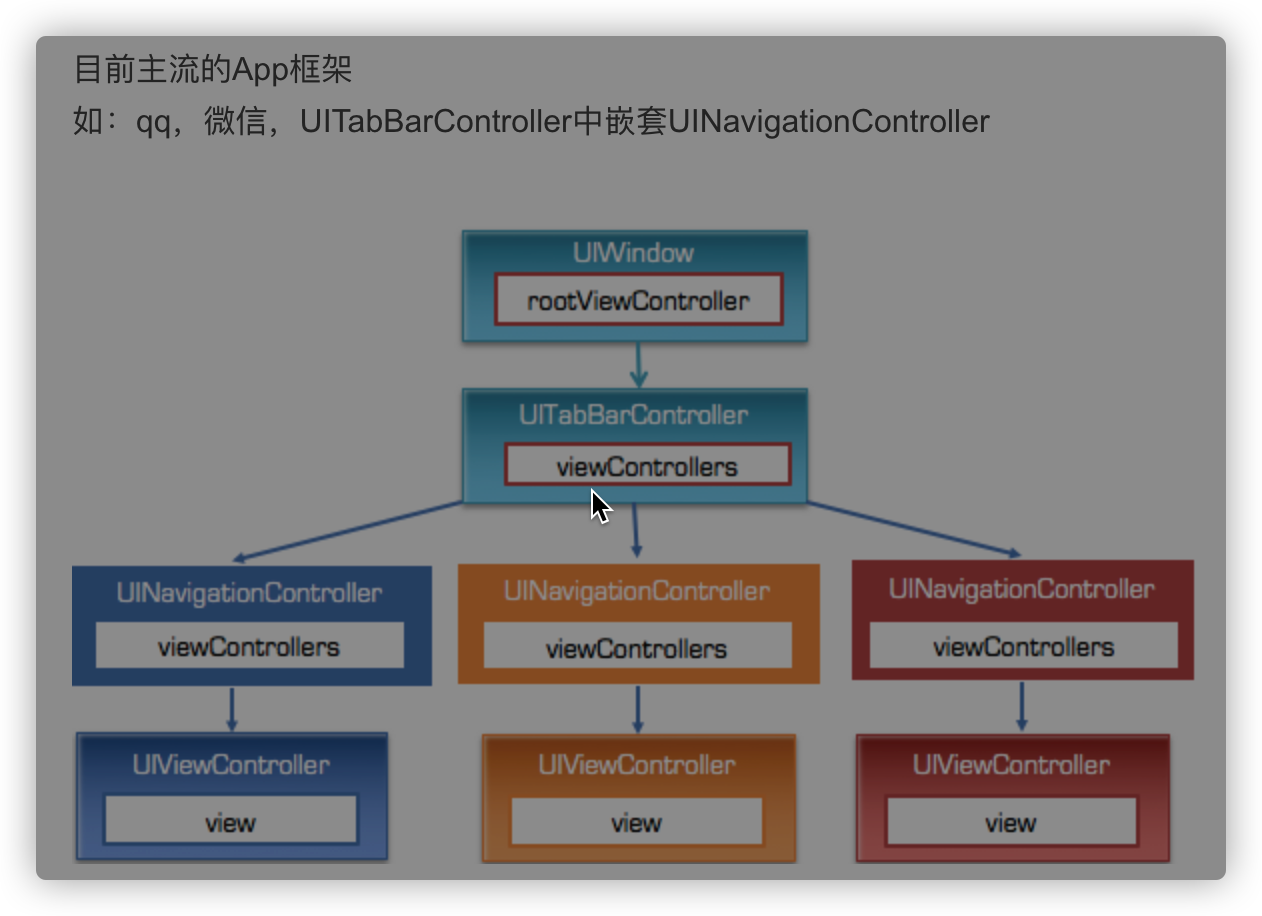 目前主流的App框架
如：qq，微信，UITabBarController中嵌套UINavigationController
UIWindow
rootViewController
UITabBarController
viewControllers
UINavigationController
UINavigationController
UINavigationController
viewControllers
viewControllers
viewControllers
UIViewController
UIViewController
UIViewController
view
view
view